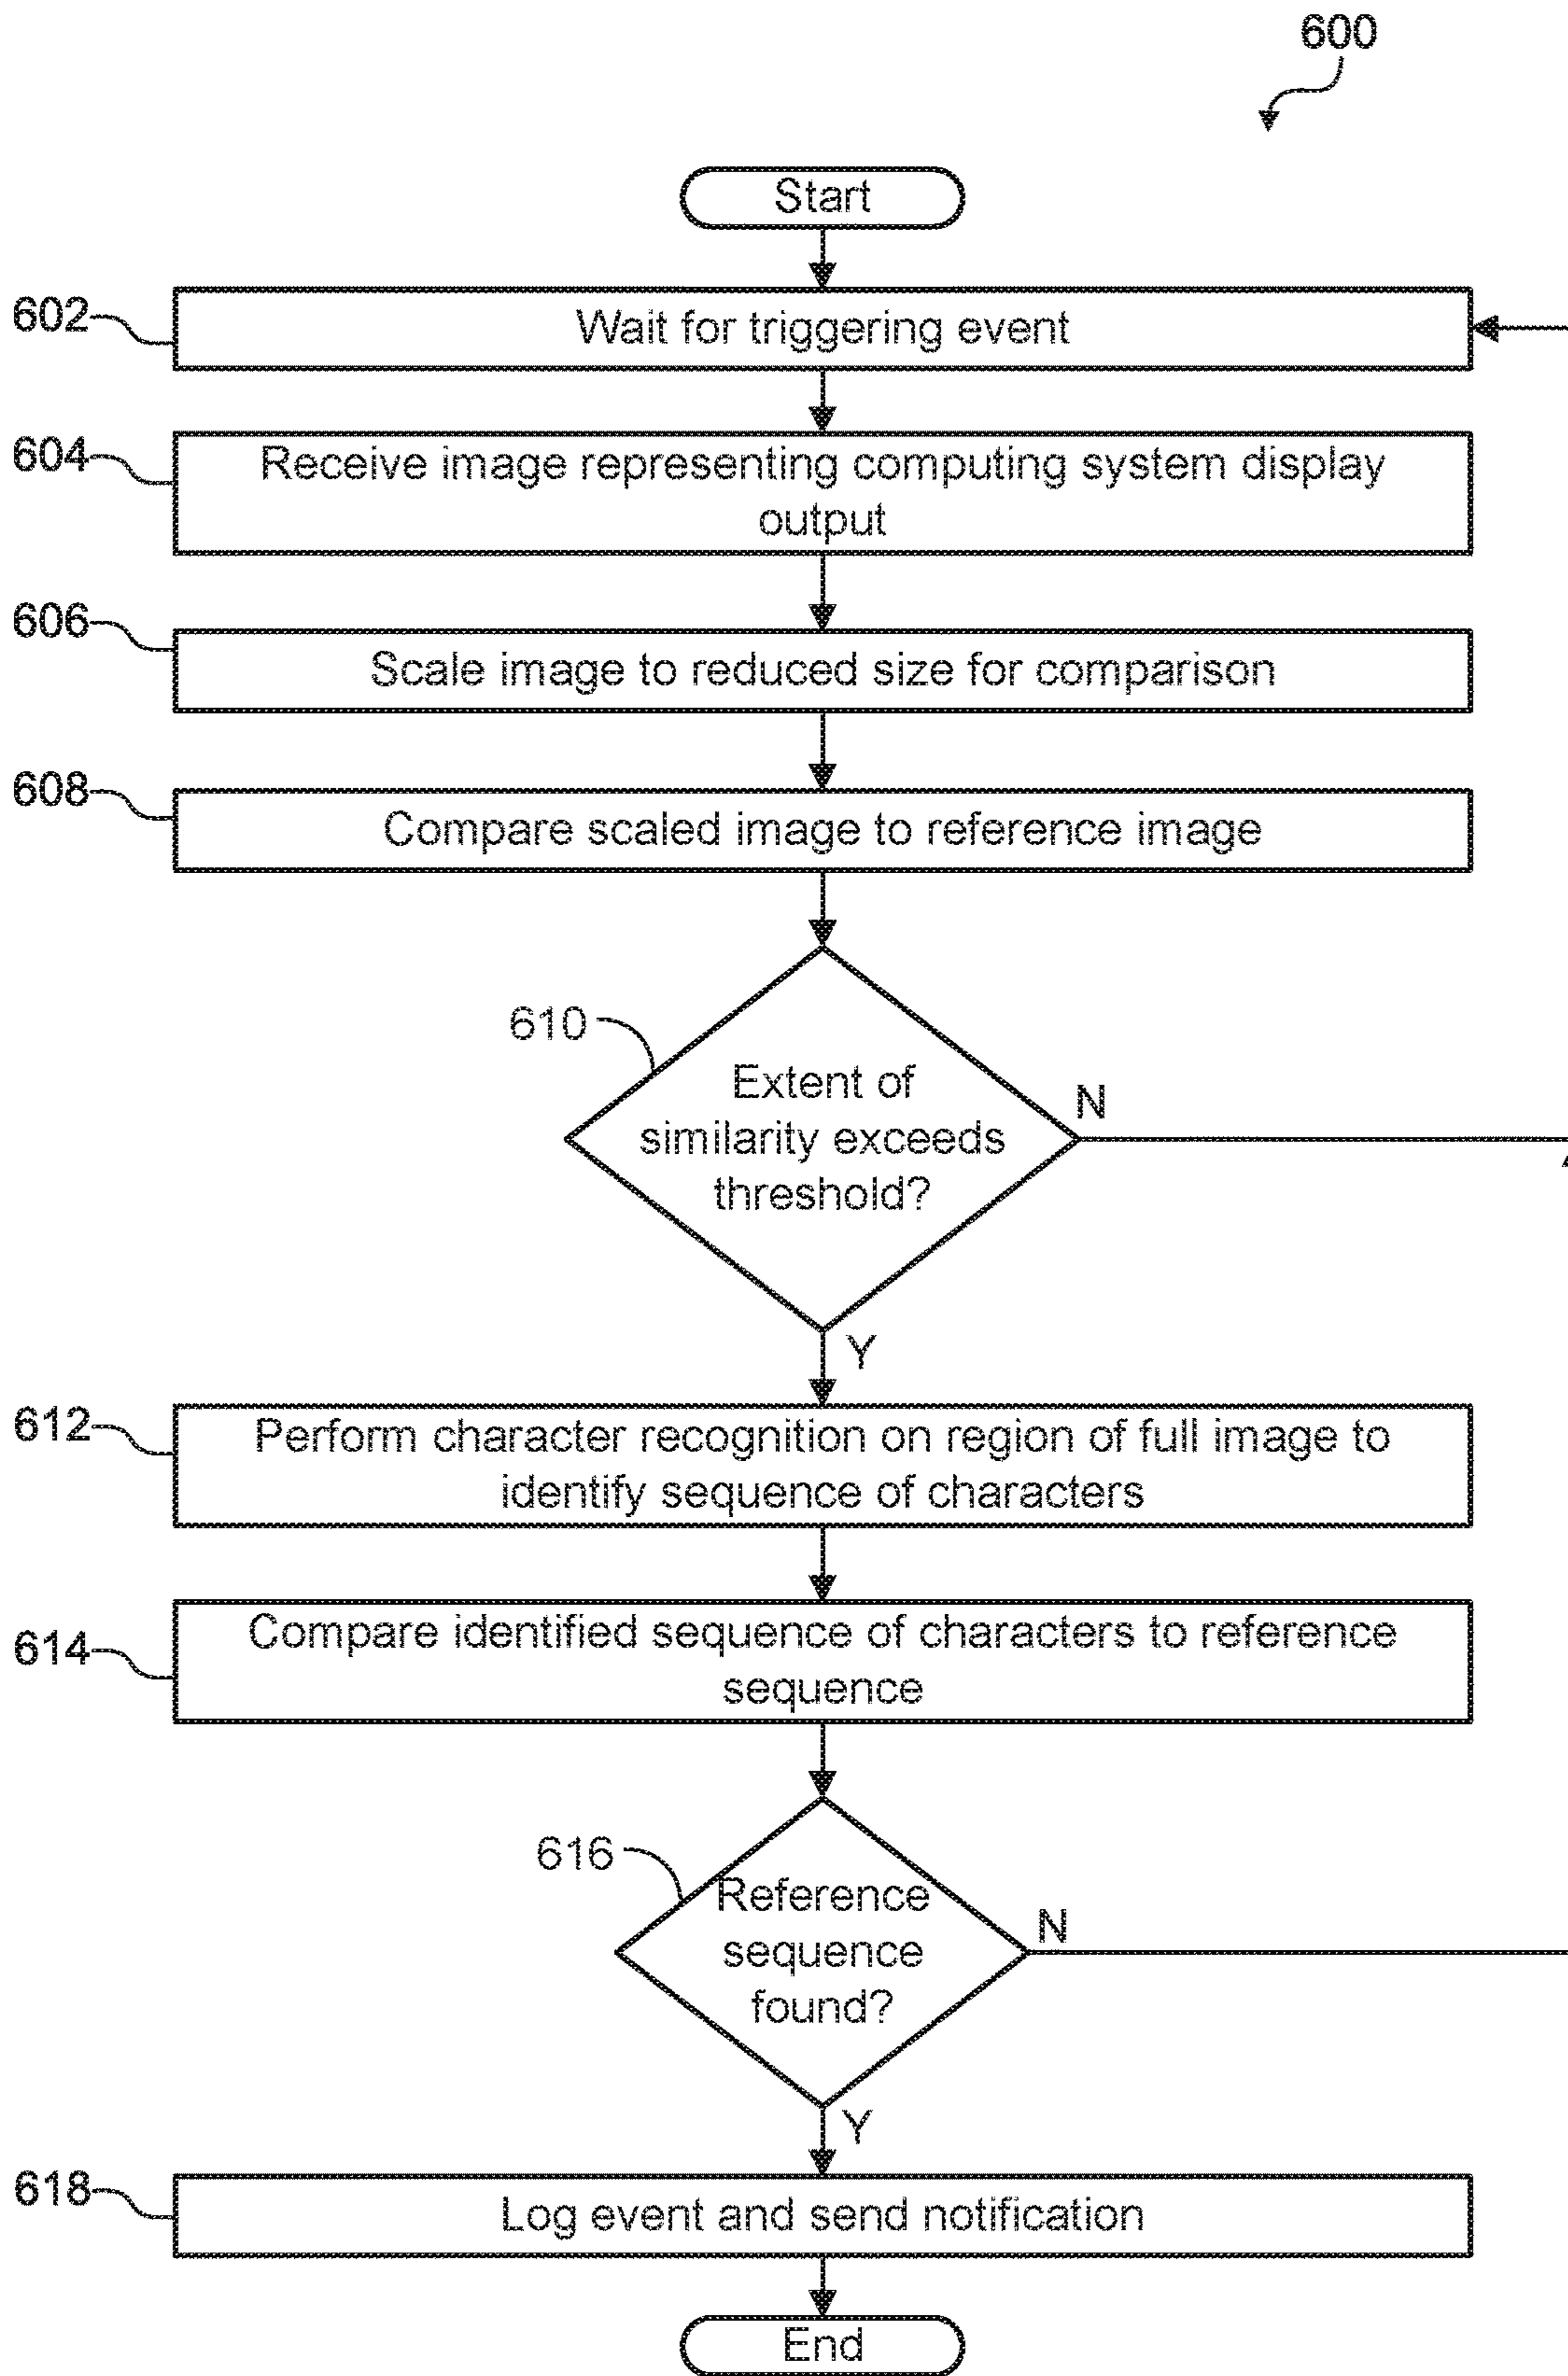 600
Start
602
Wait for triggering event
604
Receive image representing computing system display
output
606
Scale image to reduced size for comparison
608
Compare scaled image to reference image
610
Extent of
similarity exceeds
threshold?
N
Y
612
Perform character recognition on region of full image to
identify sequence of characters
614
Compare identified sequence of characters to reference
sequence
616
Reference
sequence
found?
N
Y
618
Log event and send notification
End